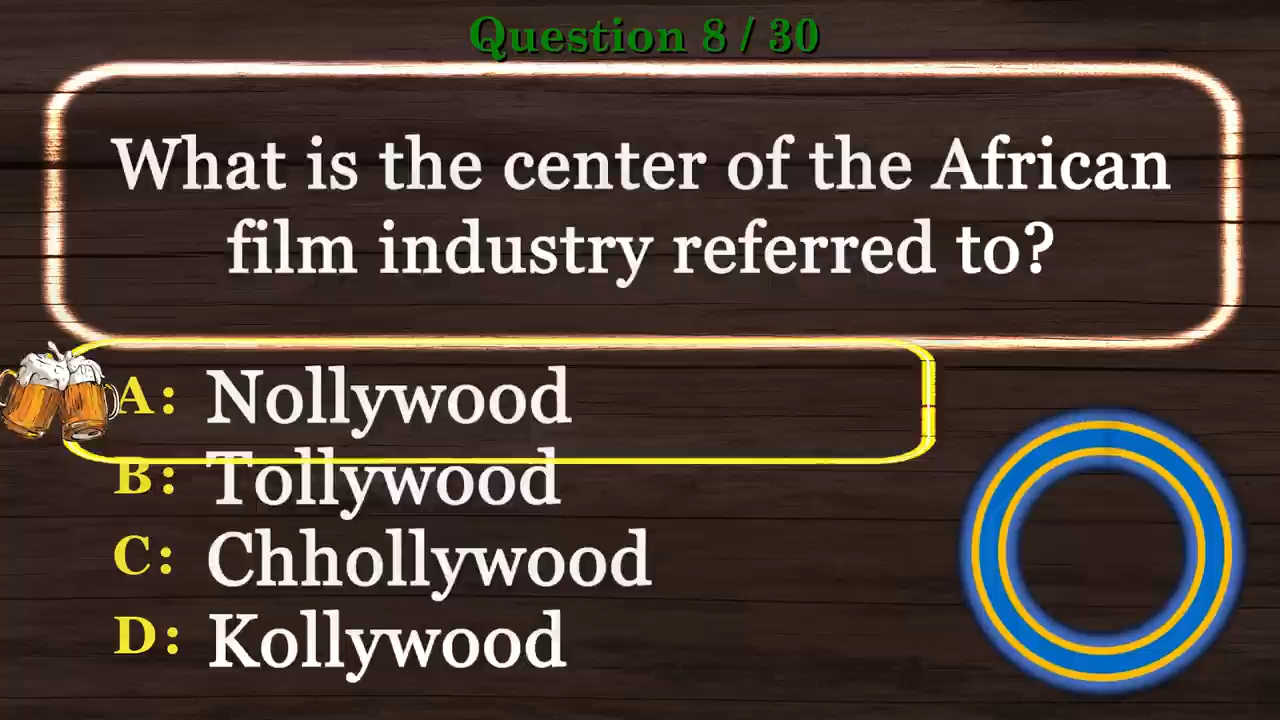 Question 8 / 30
What is the center of the African
film industry referred to?
A: Nollywood
B: Tollywood
C: Chhollywood
D: Kollywood